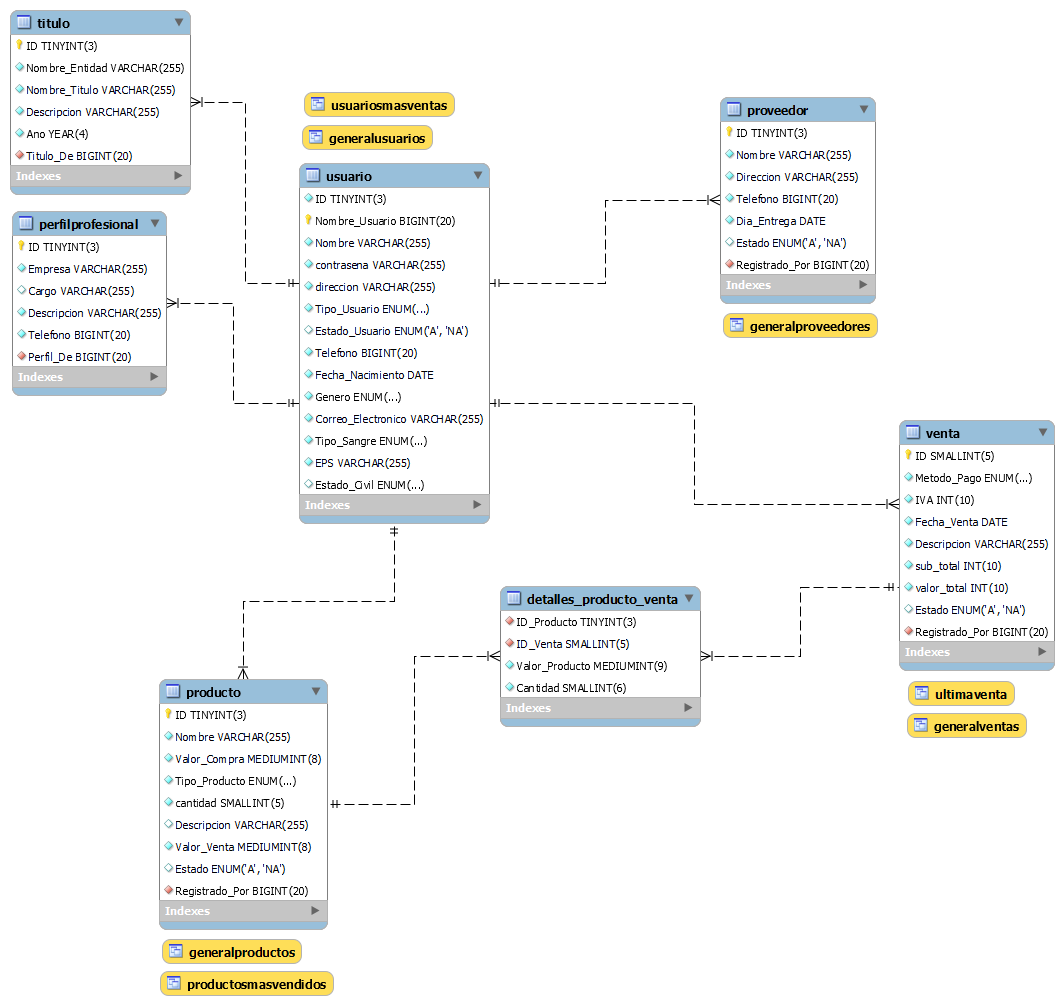 titulo
ID TINYINT(3)
Nombre_Entidad VARCHAR(255)
Nombre_Titulo VARCHAR(255)
Descripcion VARCHAR(255)
Ano YEAR(4)
Titulo_De BIGINT(20)
Indexes
perfilprofesional
ID TINYINT(3)
Empresa VARCHAR(255)
Cargo VARCHAR(255)
Descripcion VARCHAR(255)
Telefono BIGINT(20)
Perfil_De BIGINT(20)
Indexes
usuariosmasventas
generalusuarios
usuario
ID TINYINT(3)
Nombre_Usuario BIGINT(20)
Nombre VARCHAR(255)
contrasena VARCHAR(255)
direccion VARCHAR(255)
Tipo_Usuario ENUM(...)
Estado_Usuario ENUM('A', 'NA')
Telefono BIGINT(20)
Fecha_Nacimiento DATE
Genero ENUM(...)
Correo_Electronico VARCHAR(255)
Tipo_Sangre ENUM(...)
EPS VARCHAR(255)
Estado_Civil ENUM(...)
Indexes
proveedor
ID TINYINT(3)
Nombre VARCHAR(255)
Direccion VARCHAR(255)
Telefono BIGINT(20)
Dia_Entrega DATE
Estado ENUM('A', 'NA')
Registrado_Por BIGINT(20)
Indexes
generalproveedores
venta
ID SMALLINT(5)
Metodo_Pago ENUM(...)
IVA INT(10)
Fecha_Venta DATE
Descripcion VARCHAR(255)
sub_total INT(10)
valor_total INT(10)
Estado ENUM('A', 'NA')
Registrado_Por BIGINT(20)
Indexes
ultimaventa
generalventas
detalles_producto_venta
ID_Producto TINYINT(3)
ID_Venta SMALLINT(5)
Valor_Producto MEDIUMINT(9)
Cantidad SMALLINT(6)
Indexes
producto
ID TINYINT(3)
Nombre VARCHAR(255)
Valor_Compra MEDIUMINT(8)
Tipo_Producto ENUM(...)
cantidad SMALLINT(5)
Descripcion VARCHAR(255)
Valor_Venta MEDIUMINT(8)
Estado ENUM('A', 'NA')
Registrado_Por BIGINT(20)
Indexes
generalproductos
productosmasvendidos